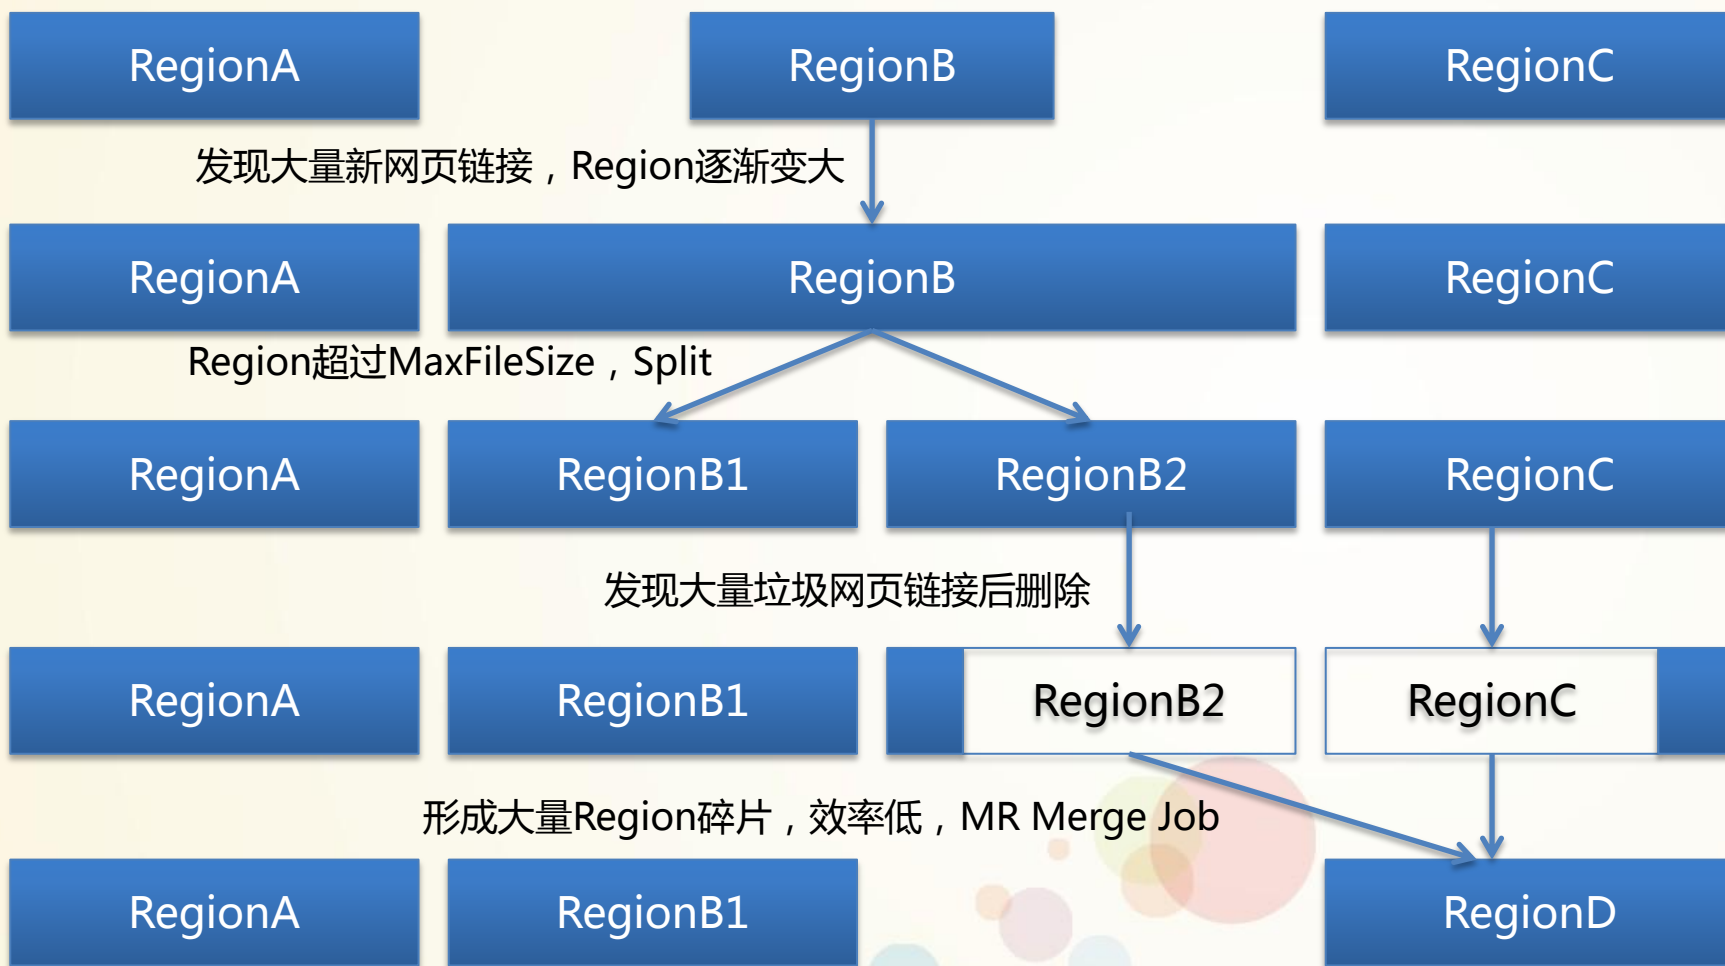 RegionA
RegionB
RegionC
发现大量新网页链接，Region逐渐变大
RegionA
RegionB
RegionC
Region超过MaxFileSize，Split
RegionA
RegionB1
RegionB2
RegionC
发现大量垃圾网页链接后删除
RegionA
RegionB1
RegionB2
RegionC
形成大量Region碎片，效率低，MR Merge Job
RegionA
RegionB1
RegionD